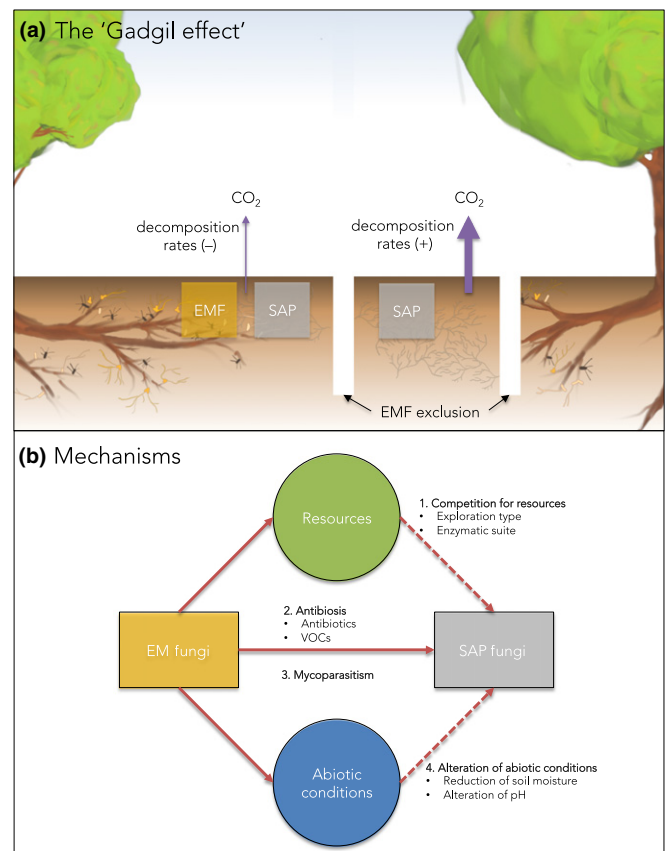 (a) The ‘Gadgil effect’
CO2
decomposition
rates (–)
CO2
decomposition
rates (+)
EMF
SAP
SAP
EMF exclusion
(b) Mechanisms
Resources
1. Competition for resources
• Exploration type
• Enzymatic suite
2. Antibiosis
• Antibiotics
• VOCs
EM fungi
SAP fungi
3. Mycoparasitism
Abiotic
conditions
4. Alteration of abiotic conditions
• Reduction of soil moisture
• Alteration of pH